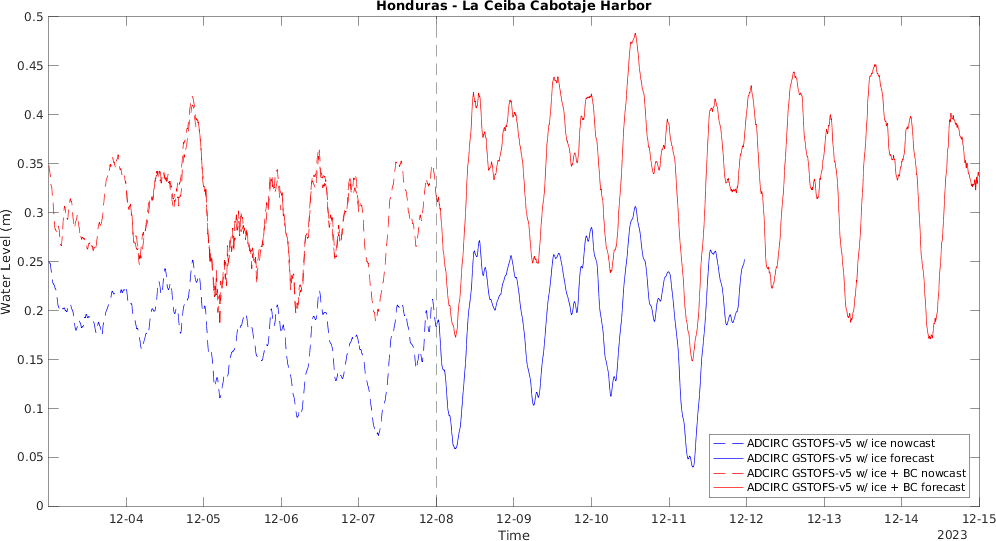 Honduras - La Ceiba Cabotaje Harbor
0.5
0.45
0.4
0.35
0.3
0.25
0.2
0.15
0.1
0.05
0
Water Level (m)
ADCIRC GSTOFS-v5 w/ ice nowcast
ADCIRC GSTOFS-v5 w/ ice forecast
ADCIRC GSTOFS-v5 w/ ice + BC nowcast
ADCIRC GSTOFS-v5 w/ ice + BC forecast
12-04 12-05 12-06 12-07 12-08 12-09 12-10 12-11 12-12 12-13 12-14 12-15
Time
2023